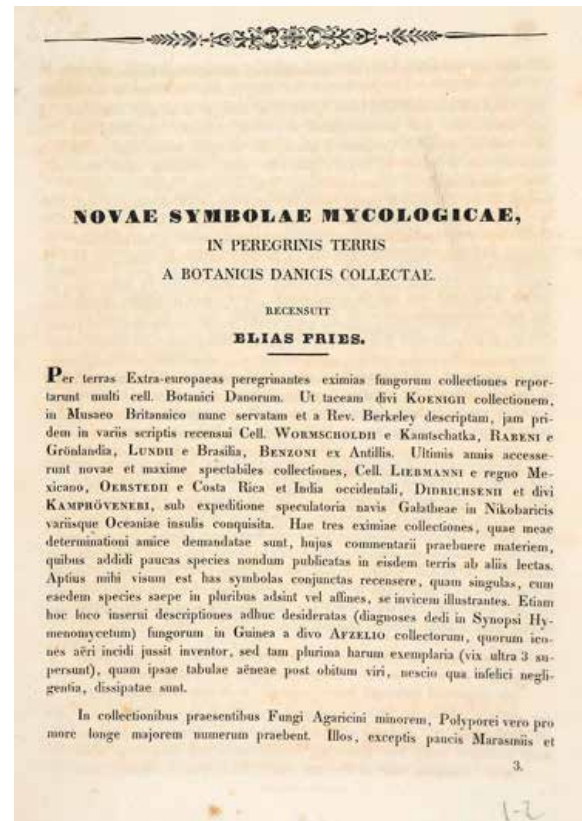 NOVAE SYMBOLAE MYCOLOGICAE,
IN PEREGRINIS TERRIS
A BOTANICIS DANICIS COLLECTAE.
RECENSUIT
ELIAS FRIES.
Per terras Extra-europaeas peregrinantes eximias fungorum collectiones repor-
tarunt multi cell. Botanici Danorum. Ut taceam divi KOENIGII collectionem,
in Musaeo Britannico nunc servatam et a Rev. Berkeley descriptam, jam pri-
dem in variis scriptis recensui Cell. WORMSCHOLDII e Kamtschatka, RABENI e
Grönlandia, LUNDII e Brasilia, BENZONI ex Antillis. Ultimis annis accesse-
runt novae et maxime spectabiles collectiones, Cell. LIEBMANNI e regno Me-
xicano, OERSTEDII e Costa Rica et India occidentali, DIDRICHSENII et divi
KAMPHÖVENERI, sub expeditione speculatoria navis Galatheae in Nikobaricis
variisque Oceaniae insulis conquisita. Hae tres eximiae collectiones, quae meae
determinationi amice demandatae sunt, hujus commentarii praebuere materiem,
quibus addidi paucas species nondum publicatas in eisdem terris ab aliis lectas.
Aptius mihi visum est has symbolas conjunctas recensere, quam singulas, cum
eaedem species saepe in pluribus adsint vel affines, se invicem illustrantes. Etiam
hoc loco inserui descriptiones adhuc desideratas (diagnoses dedi in Synopsi Hy-
menomycetum) fungorum in Guinea a divo AFZELIO collectorum, quorum ico-
nes aëri incidi jussit inventor, sed tam plurima harum exemplaria (vix ultra 3 su-
persunt), quam ipsae tabulae aëneae post obitum viri, nescio qua infelici negli-
gentia, dissipatae sunt.
In collectionibus praesentibus Fungi Agaricini minorem, Polyporei vero pro
more longe majorem numerum praebent. Illos, exceptis paucis Marasmiis et
3.
1-2